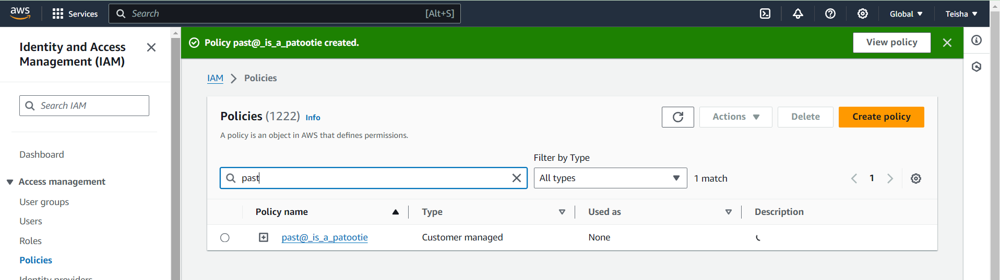 aws
Services
Search
[Alt+S]
Global
Teisha
Identity and Access
Management (IAM)
Search IAM
Dashboard
Access management
User groups
Users
Roles
Policies
Identity providers
Policy past@_is_a_patootie created.
View policy
IAM
Policies
Policies (1222) Info
Actions
Delete
Create policy
A policy is an object in AWS that defines permissions.
Filter by Type
past
All types
1 match
1
Policy name
Type
Used as
Description
past@_is_a_patootie
Customer managed
None